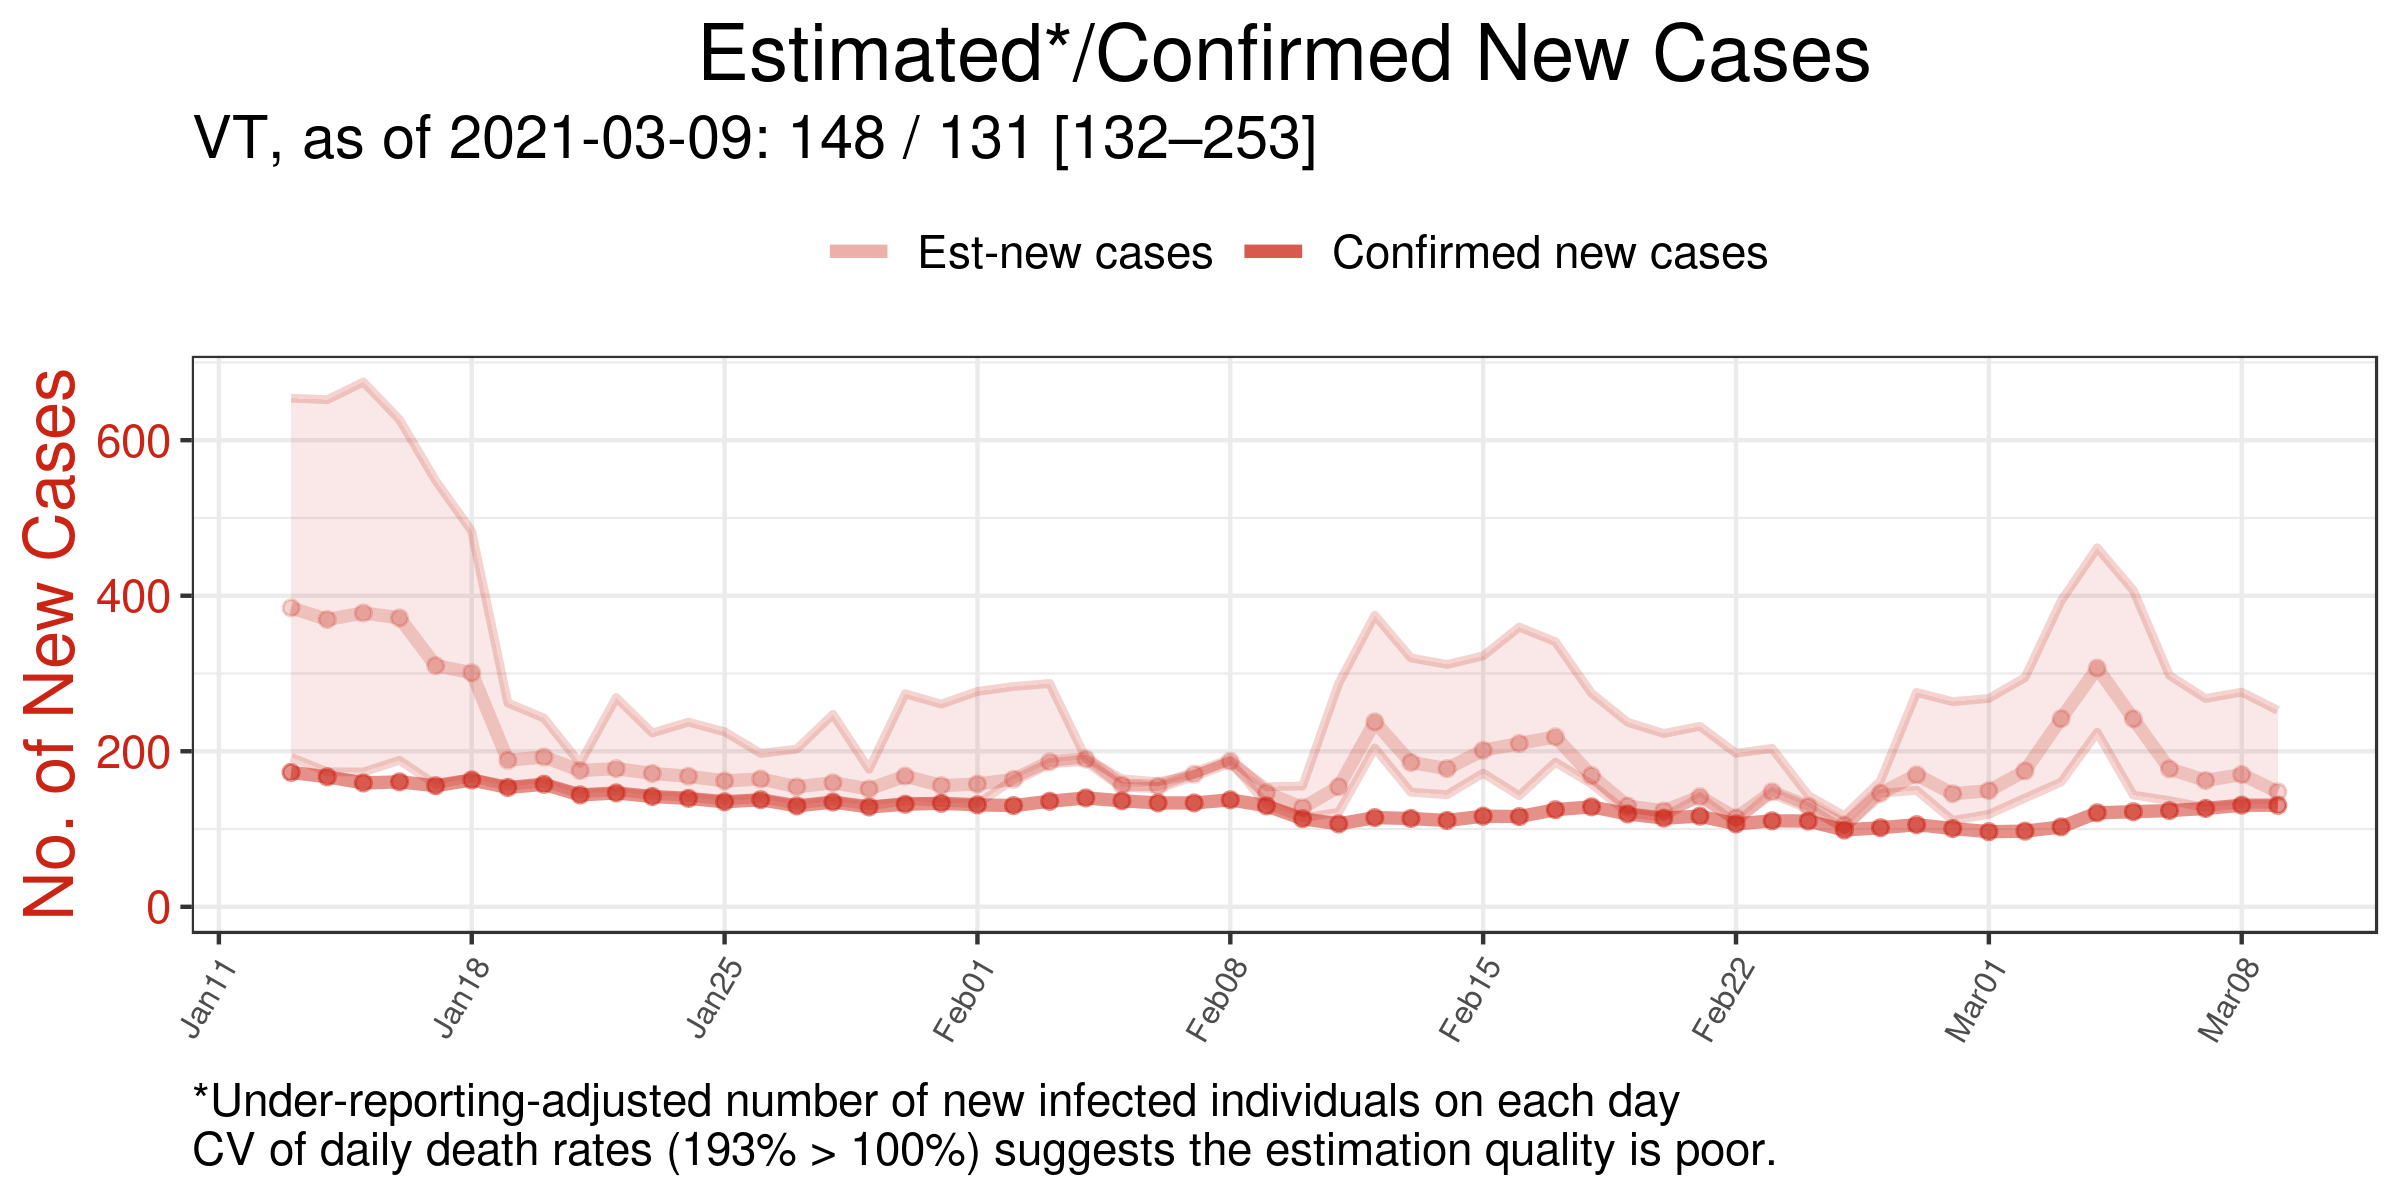 Estimated*/Confirmed New Cases
VT, as of 2021-03-09: 148 / 131 [132–253]
Est-new cases
Confirmed new cases
No. of New Cases
600
400
200
0
Jan11
Jan18
Jan25
Feb01
Feb08
Feb15
Feb22
Mar01
Mar08
*Under-reporting-adjusted number of new infected individuals on each day
CV of daily death rates (193% > 100%) suggests the estimation quality is poor.